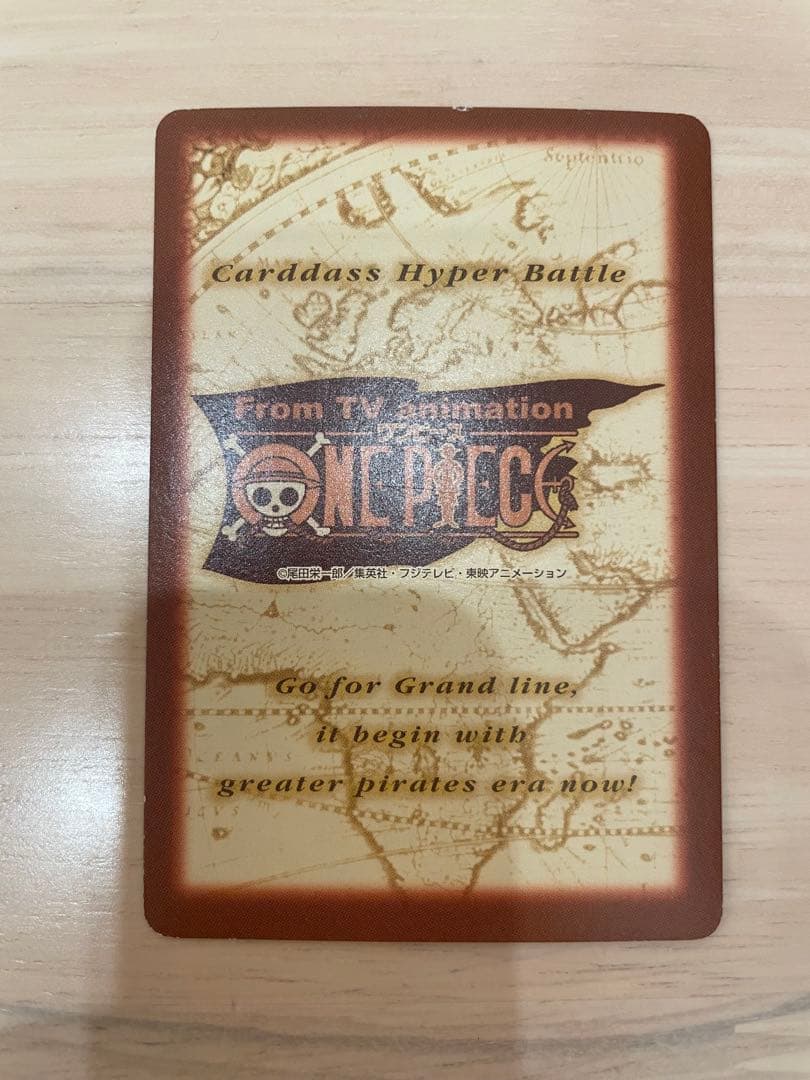 Septentrio
Carddass Hyper Battle
From TV animation
ワンピース
ONE PIECE
©尾田栄一郎／集英社・フジテレビ・東映アニメーション
Go for Grand line,
it begin with
greater pirates era now!